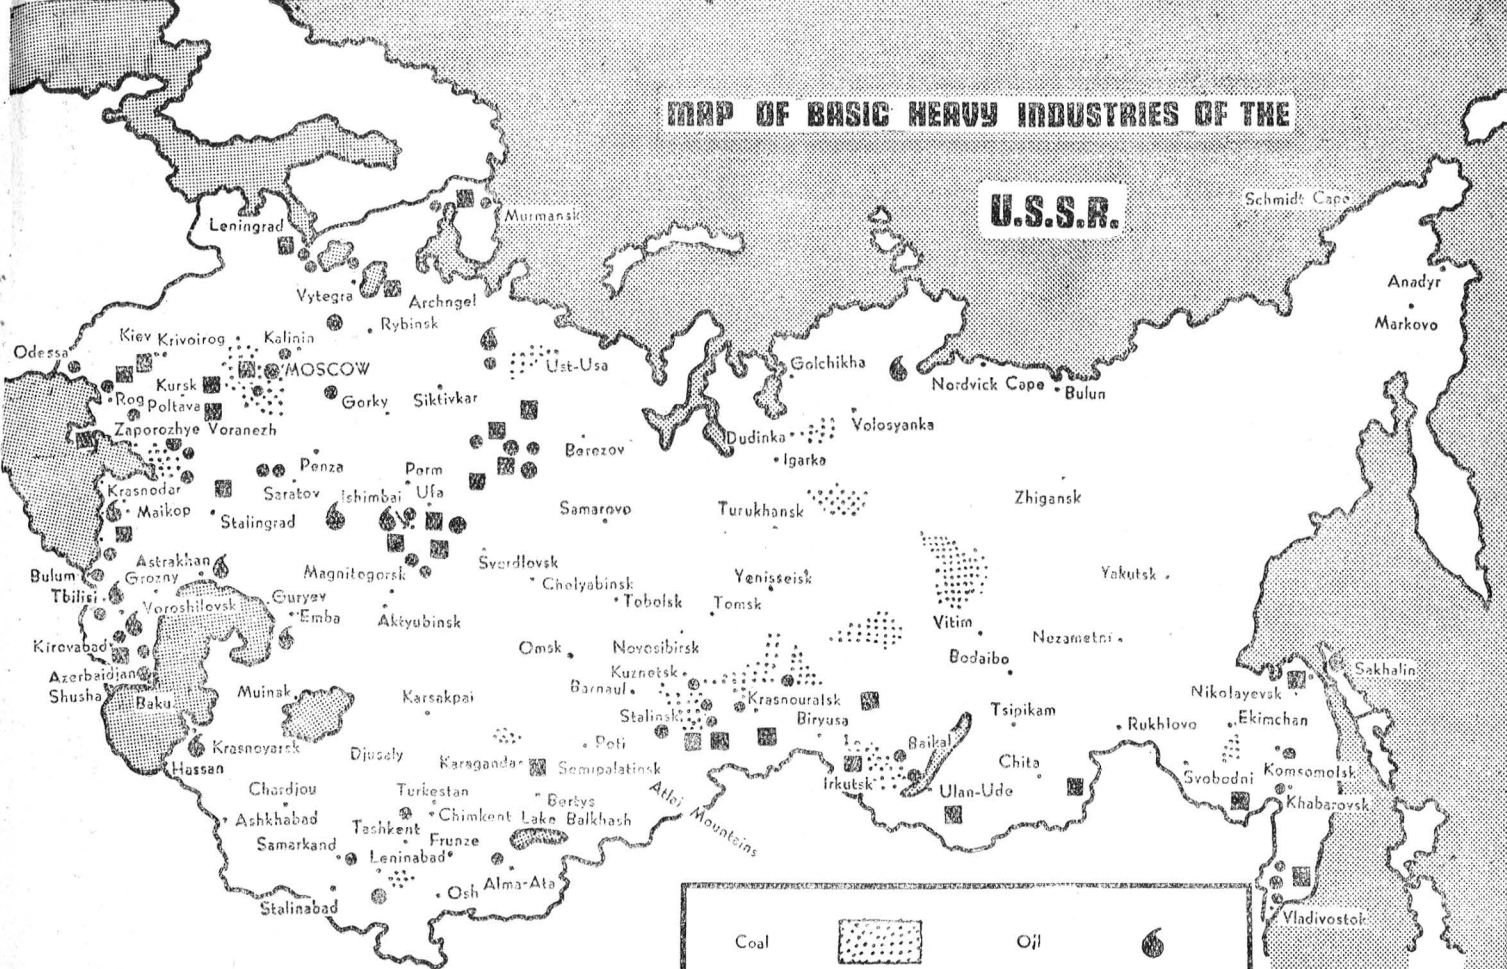 MAP OF BASIC HEAVY INDUSTRIES OF THE
U.S.S.R.
Schmidt Cape
Murmansk
Leningrad
Anadyr
Vytegra
Archngel
Rybinsk
Markovo
Kiev
Krivoirog
Kalinin
Odessa
MOSCOW
Ust-Usa
Golchikha
Nordvick Cape
Bulun
Kursk
Rog
Poltava
Gorky
Siktivkar
Zaporozhye
Voranezh
Volosyanka
Dudinka
Igarka
Berezov
Penza
Perm
Krasnodar
Saratov
Ishimbai
Ufa
Zhigansk
Maikop
Stalingrad
Samarovo
Turukhansk
Astrakhan
Sverdlovsk
Bulum
Grozny
Magnitogorsk
Chelyabinsk
Yenisseisk
Yakutsk
Tbilisi
Voroshilovsk
Guryev
Tobolsk
Tomsk
Emba
Aktyubinsk
Vitim
Nezametni
Kirovabad
Omsk
Novosibirsk
Bodaibo
Azerbaidjan
Kuznetsk
Sakhalin
Shusha
Baku
Muinak
Karsakpai
Barnaul
Krasnouralsk
Nikolayevsk
Stalinsk
Biryusa
Tsipikam
Rukhlovo
Ekimchan
Krasnoyarsk
Djusaly
Poti
Baikal
Hassan
Karaganda
Semipalatinsk
Chita
Svobodni
Komsomolsk
Irkutsk
Ulan-Ude
Khabarovsk
Chardjou
Turkestan
Bertys
Atlai Mountains
Ashkhabad
Tashkent
Chimkent
Lake Balkhash
Samarkand
Frunze
Leninabad
Osh
Alma-Ata
Stalinabad
Vladivostok
Coal
Oil